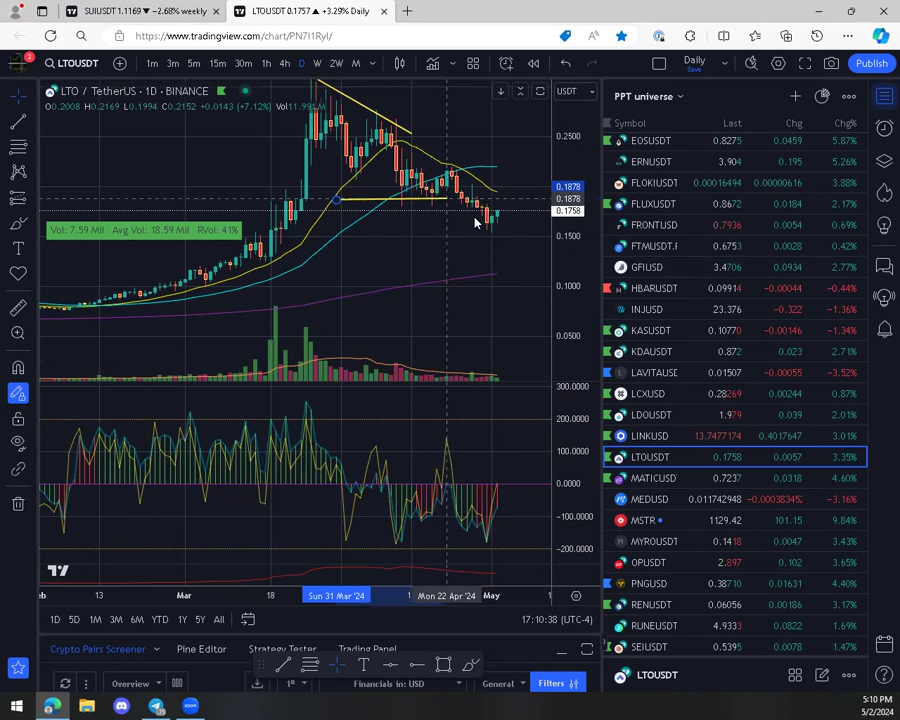 SUIUSDT 1.1169 ▼ −2.68% weekly
LTOUSDT 0.1757 ▲ +3.29% Daily
https://www.tradingview.com/chart/PN7I1RyI/
2
LTOUSDT
1m 3m 5m 15m 30m 1h 4h D W M
Daily
Save
Publish
LTO / TetherUS · 1D · BINANCE
O0.2008 H0.2169 L0.1994 C0.2152 +0.0143 (+7.12%)
USDT
0.2500
0.1878
0.1878
0.1758
0.1500
0.1000
0.0500
Vol: 7.59 Mil Avg Vol: 18.59 Mil RVol: 41%
300.0000
200.0000
100.0000
0.0000
−100.0000
−200.0000
eb 13 Mar 18 Sun 31 Mar '24 Mon 22 Apr '24 May
1D 5D 1M 3M 6M YTD 1Y 5Y All
17:10:38 (UTC-4)
Crypto Pairs Screener Pine Editor Strategy Tester Trading Panel
Overview
Financials in: USD
General
Filters
PPT universe
Symbol Last Chg Chg%
EOSUSDT 0.8275 0.0459 5.87%
ERNUSDT 3.904 0.195 5.26%
FLOKIUSDT 0.00016494 0.00000616 3.88%
FLUXUSDT 0.8672 0.0184 2.17%
FRONTUSDT 0.7936 0.0054 0.69%
FTMUSDT.F 0.6753 0.0028 0.42%
GFIUSD 3.4706 0.0934 2.77%
HBARUSDT 0.09914 −0.00044 −0.44%
INJUSD 23.376 −0.322 −1.36%
KASUSDT 0.10770 −0.00146 −1.34%
KDAUSDT 0.872 0.023 2.71%
LAVITAUSD 0.01507 −0.00055 −3.52%
LCXUSD 0.28269 0.00244 0.87%
LDOUSDT 1.979 0.039 2.01%
LINKUSD 13.7477174 0.4017647 3.01%
LTOUSDT 0.1758 0.0057 3.35%
MATICUSD 0.7237 0.0318 4.60%
MEDUSD 0.011742948 −0.00038345 −3.16%
MSTR 1129.42 101.15 9.84%
MYROUSDT 0.1418 0.0047 3.43%
OPUSDT 2.897 0.102 3.65%
PNGUSD 0.38710 0.01631 4.40%
RENUSDT 0.06056 0.00186 3.17%
RUNEUSDT 4.9333 0.0822 1.69%
SEIUSDT 0.5395 0.0078 1.47%
LTOUSDT
5:10 PM
5/2/2024